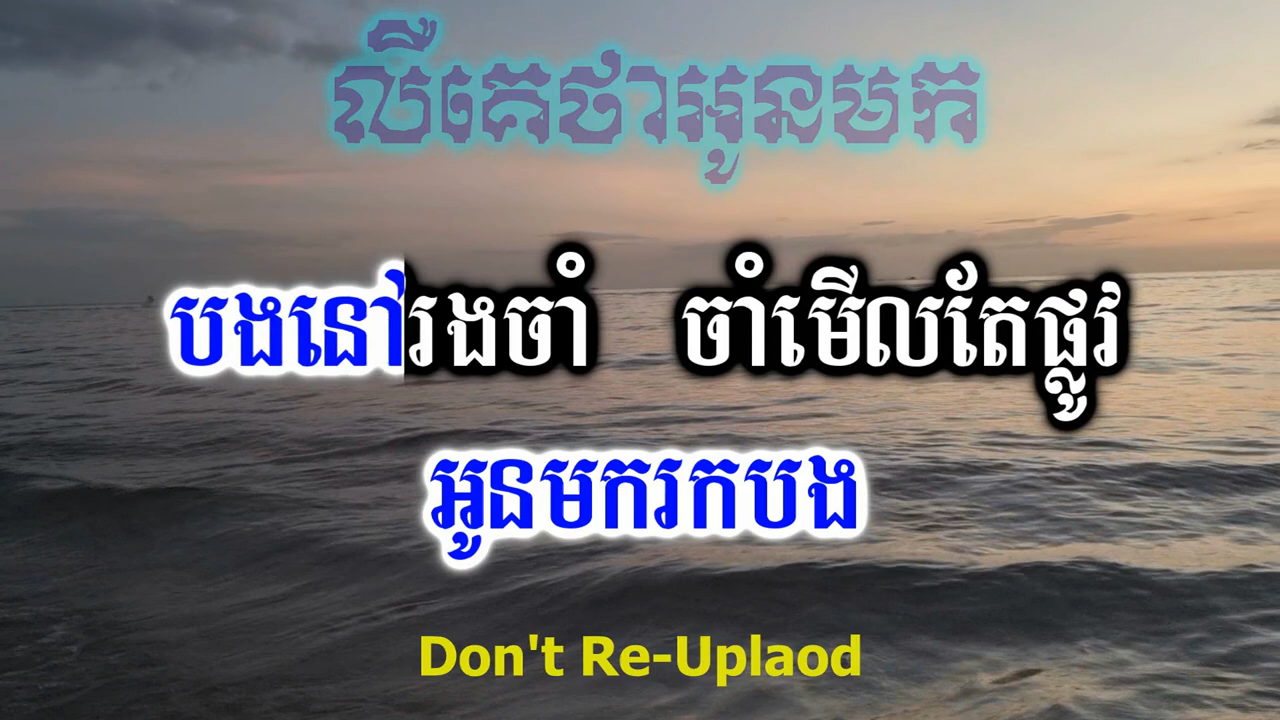 លឺគេថាអូនមក
បងនៅរងចាំ ចាំមើលតែផ្លូវ
អូនមករកបង
Don't Re-Uplaod